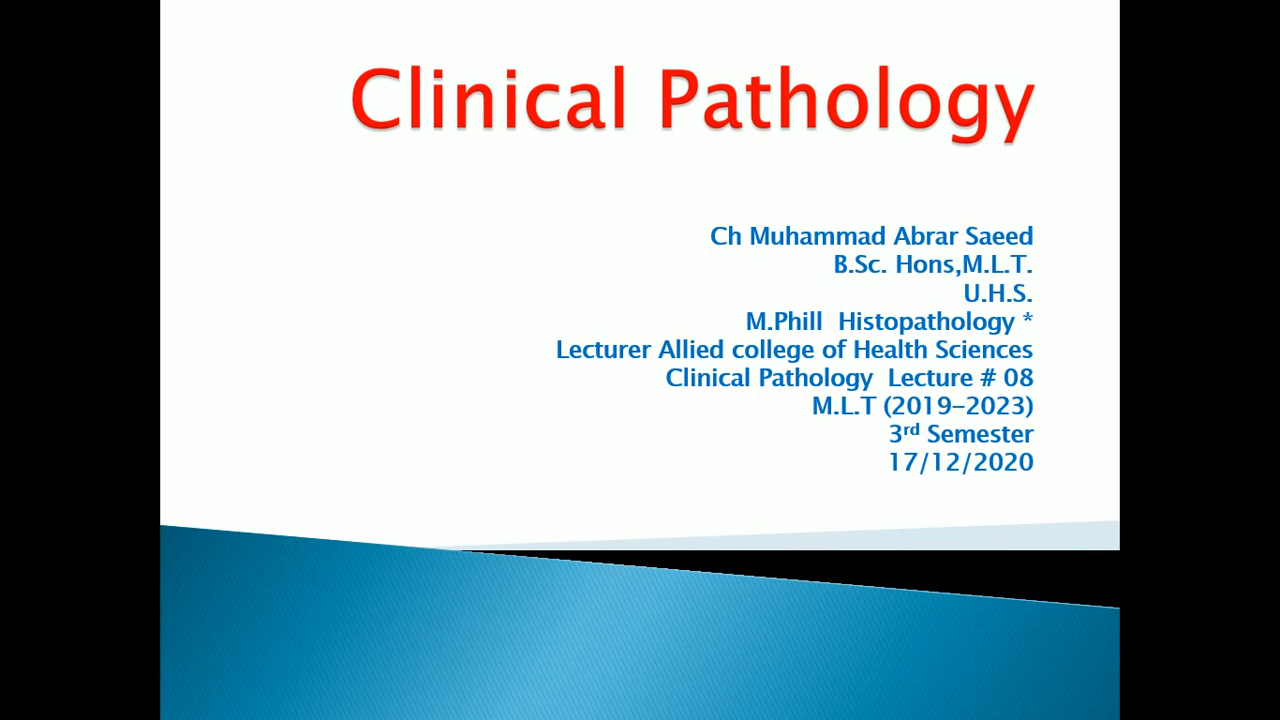 Clinical Pathology
Ch Muhammad Abrar Saeed
B.Sc. Hons,M.L.T.
U.H.S.
M.Phill  Histopathology *
Lecturer Allied college of Health Sciences
Clinical Pathology  Lecture # 08
M.L.T (2019-2023)
3rd Semester
17/12/2020